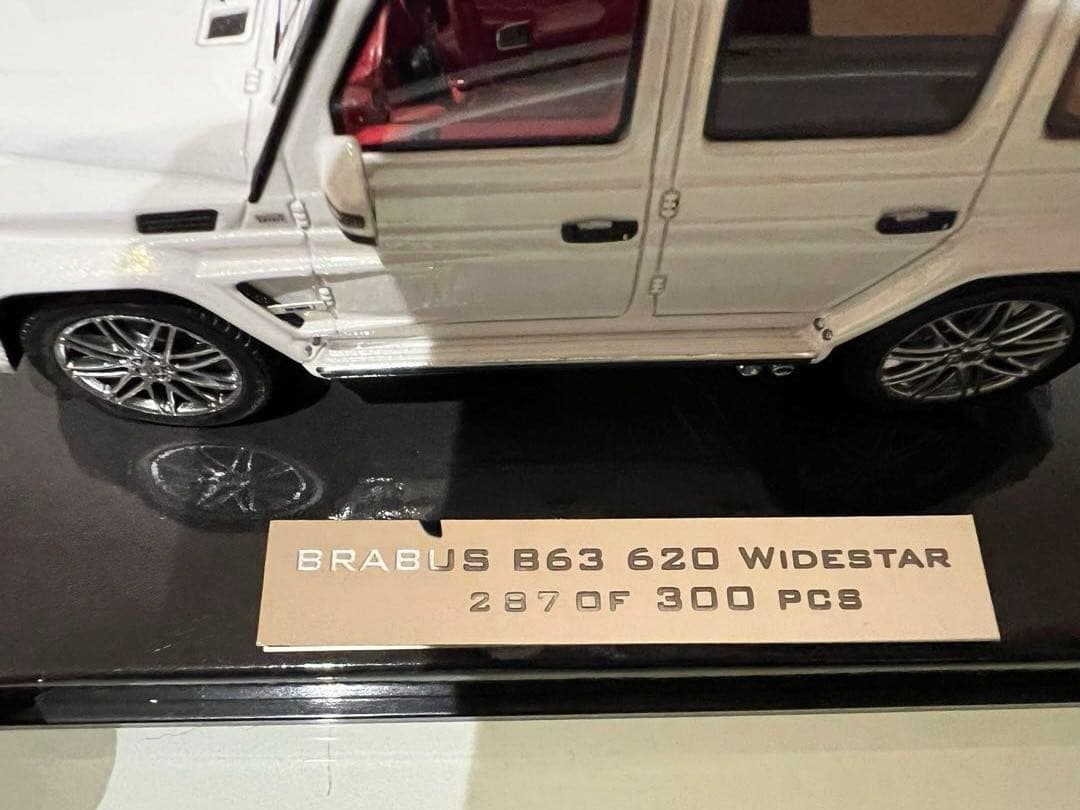 BRABUS B63 620 WIDESTAR
287 OF 300 PCS